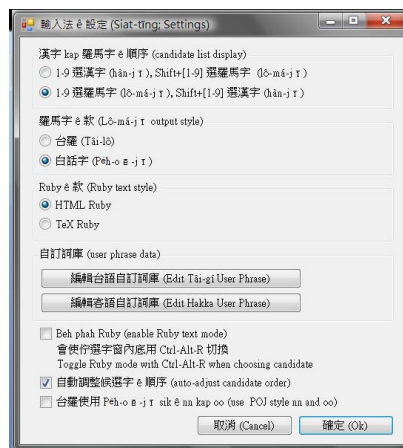 輸入法 ê 設定 (Siat-tīng; Settings)
漢字 kap 羅馬字 ê 順序 (candidate list display)
1-9 選漢字 (hàn-jī), Shift+[1-9] 選羅馬字 (lô-má-jī)
1-9 選羅馬字 (lô-má-jī), Shift+[1-9] 選漢字 (hàn-jī)
羅馬字 ê 款 (Lô-má-jī output style)
台羅 (Tâi-lô)
白話字 (Pe̍h-ōe-jī)
Ruby ê 款 (Ruby text style)
HTML Ruby
TeX Ruby
自訂詞庫 (user phrase data)
編輯台語自訂詞庫 (Edit Tâi-gí User Phrase)
編輯客語自訂詞庫 (Edit Hakka User Phrase)
Beh phah Ruby (enable Ruby text mode)
會使佇選字窗內底用 Ctrl-Alt-R 切換
Toggle Ruby mode with Ctrl-Alt-R when choosing candidate
自動調整候選字 ê 順序 (auto-adjust candidate order)
台羅使用 Pe̍h-ōe-jī sik ê nn kap oo (use POJ style nn and oo)
取消 (Cancel)
確定 (Ok)